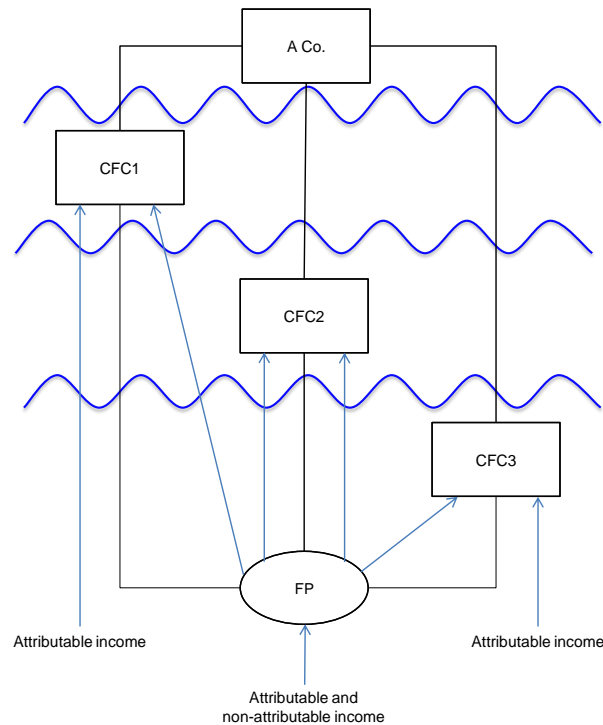 A Co.
CFC1
CFC2
CFC3
FP
Attributable income
Attributable income
Attributable and
non-attributable income